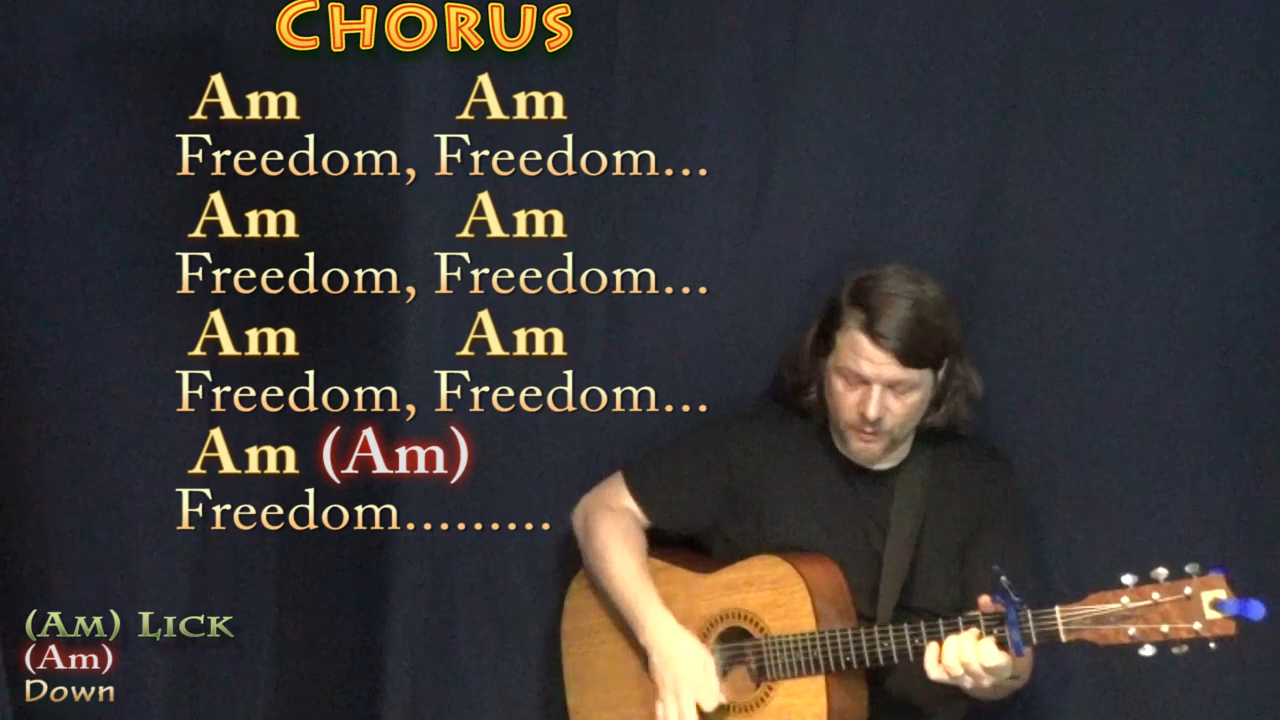 CHORUS
Am Am
Freedom, Freedom...
Am Am
Freedom, Freedom...
Am Am
Freedom, Freedom...
Am (Am)
Freedom.........
(Am) Lick
(Am)
Down